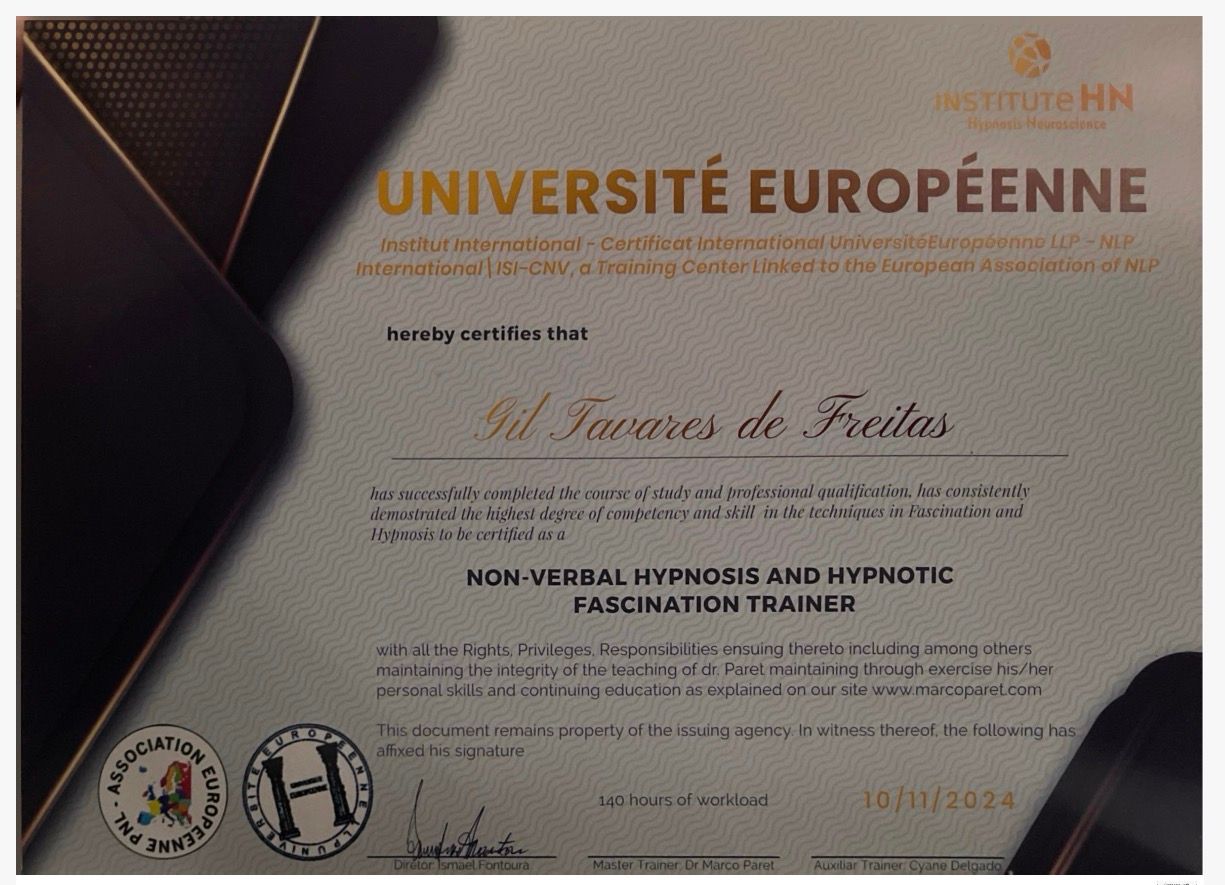 INSTITUTE HN
Hypnosis Neuroscience
UNIVERSITÉ EUROPÉENNE
Institut International - Certificat International UniversitéEuropéenne LLP - NLP
International\ISI-CNV, a Training Center Linked to the European Association of NLP
hereby certifies that
Gil Tavares de Freitas
has successfully completed the course of study and professional qualification, has consistently
demostrated the highest degree of competency and skill in the techniques in Fascination and
Hypnosis to be certified as a
NON-VERBAL HYPNOSIS AND HYPNOTIC
FASCINATION TRAINER
with all the Rights, Privileges, Responsibilities ensuing thereto including among others
maintaining the integrity of the teaching of dr. Paret maintaining through exercise his/her
personal skills and continuing education as explained on our site www.marcoparet.com
This document remains property of the issuing agency. In witness thereof, the following has
affixed his signature
ASSOCIATION EUROPEENNE PNL -
UNIVERSITÉ EUROPÉENNE
140 hours of workload
10/11/2024
Diretor: Ismael Fontoura
Master Trainer: Dr Marco Paret
Auxiliar Trainer: Cyane Delgado